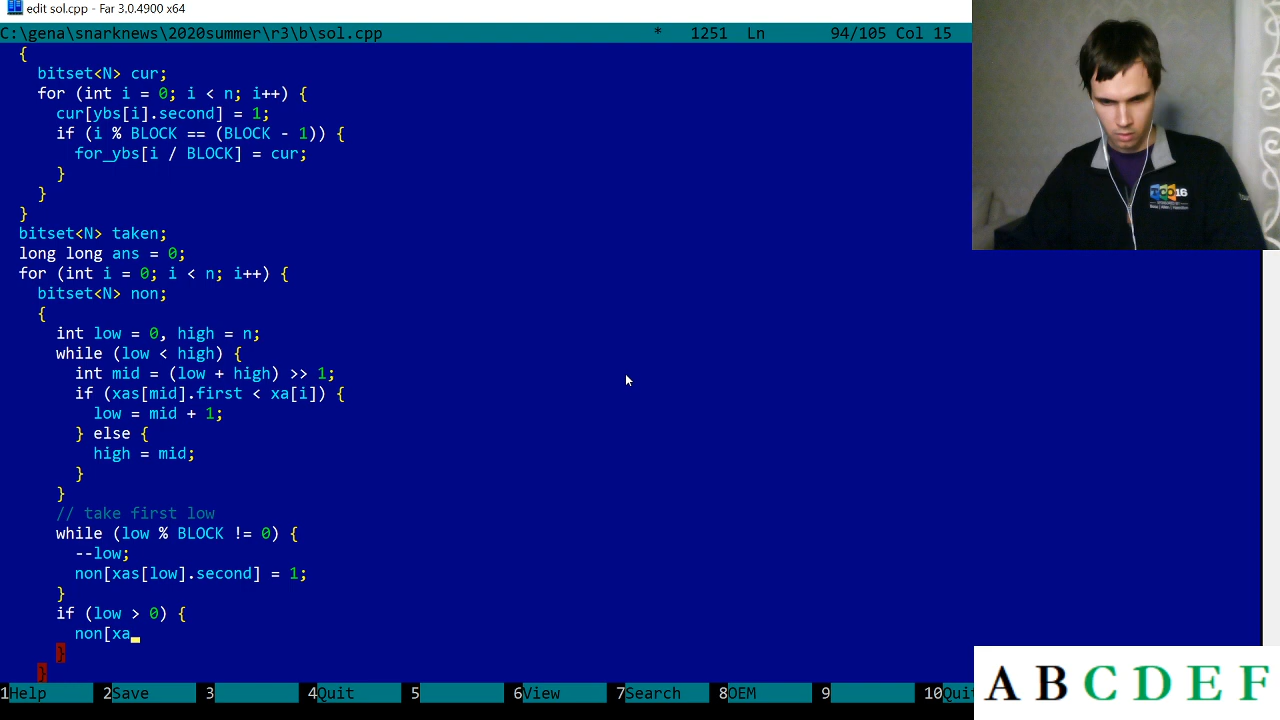 edit sol.cpp - Far 3.0.4900 x64
C:\gena\snarknews\2020summer\r3\b\sol.cpp * 1251 Ln 94/105 Col 15
{
bitset<N> cur;
for (int i = 0; i < n; i++) {
cur[ybs[i].second] = 1;
if (i % BLOCK == (BLOCK - 1)) {
for_ybs[i / BLOCK] = cur;
}
}
}
bitset<N> taken;
long long ans = 0;
for (int i = 0; i < n; i++) {
bitset<N> non;
{
int low = 0, high = n;
while (low < high) {
int mid = (low + high) >> 1;
if (xas[mid].first < xa[i]) {
low = mid + 1;
} else {
high = mid;
}
}
// take first low
while (low % BLOCK != 0) {
--low;
non[xas[low].second] = 1;
}
if (low > 0) {
non[xa_
}
}
1Help 2Save 3 4Quit 5 6View 7Search 8OEM 9 10Qui
16
A B C D E F